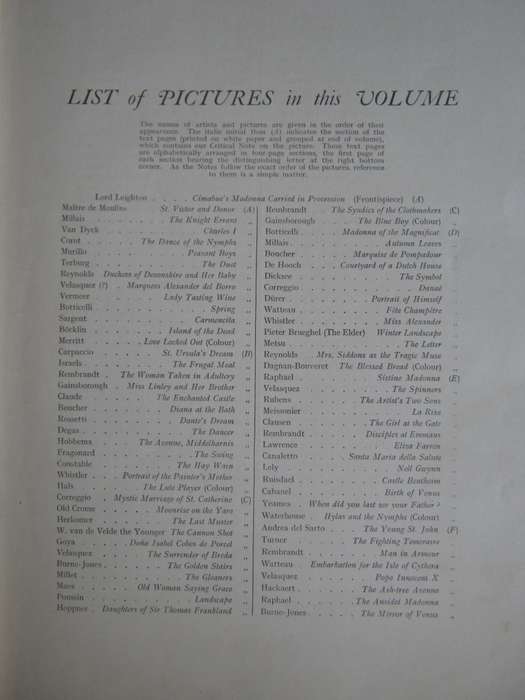 LIST of PICTURES in this VOLUME
The names of artists and pictures are given in the order of their
appearance. The italic initial thus (A) indicates the section of the
text pages (printed on white paper and grouped at end of volume),
which contains our Critical Note on the picture. These text pages
are alphabetically arranged in four-page sections, the first page of
each section bearing the distinguishing letter at the right bottom
corner. As the Notes follow the exact order of the pictures, reference
to them is a simple matter.
Lord Leighton . . . . Cimabue's Madonna Carried in Procession (Frontispiece) (A)
Maître de Moulins . . St. Victor and Donor (A)
Millais . . . . . The Knight Errant „
Van Dyck . . . . . . Charles I „
Corot . . . . The Dance of the Nymphs „
Murillo . . . . . . Peasant Boys „
Terburg . . . . . . . The Duet „
Reynolds Duchess of Devonshire and Her Baby „
Velasquez (?) . Marquess Alexander del Borro „
Vermeer . . . . . Lady Tasting Wine „
Botticelli . . . . . . . . Spring „
Sargent . . . . . . . Carmencita „
Böcklin . . . . . Island of the Dead „
Merritt . . . . Love Locked Out (Colour) „
Carpaccio . . . . St. Ursula's Dream (B)
Israels . . . . . . The Frugal Meal „
Rembrandt . The Woman Taken in Adultery „
Gainsborough . Miss Linley and Her Brother „
Claude . . . . . The Enchanted Castle „
Boucher . . . . . Diana at the Bath „
Rossetti . . . . . . Dante's Dream „
Degas . . . . . . . The Dancer „
Hobbema . . . The Avenue, Middelharnis „
Fragonard . . . . . . The Swing „
Constable . . . . . The Hay Wain „
Whistler . . Portrait of the Painter's Mother „
Hals . . . . . The Lute Player (Colour) „
Correggio . Mystic Marriage of St. Catherine (C)
Old Crome . . . . Moonrise on the Yare „
Herkomer . . . . . The Last Muster „
W. van de Velde the Younger The Cannon Shot „
Goya . . . . Doña Isabel Cobos de Porcel „
Velasquez . . . The Surrender of Breda „
Burne-Jones . . . . The Golden Stairs „
Millet . . . . . . . The Gleaners „
Maes . . . . Old Woman Saying Grace „
Poussin . . . . . . . Landscape „
Hoppner . Daughters of Sir Thomas Frankland „
Rembrandt . . The Syndics of the Clothmakers (C)
Gainsborough . . . The Blue Boy (Colour) „
Botticelli . . . Madonna of the Magnificat (D)
Millais . . . . . . . Autumn Leaves „
Boucher . . . . Marquise de Pompadour „
De Hooch . . . Courtyard of a Dutch House „
Dicksee . . . . . . . The Symbol „
Correggio . . . . . . . . Danaë „
Dürer . . . . . . Portrait of Himself „
Watteau . . . . . . Fête Champêtre „
Whistler . . . . . . Miss Alexander „
Pieter Brueghel (The Elder) Winter Landscape „
Metsu . . . . . . . . The Letter „
Reynolds . . Mrs. Siddons as the Tragic Muse „
Dagnan-Bouveret . The Blessed Bread (Colour) „
Raphael . . . . . . Sistine Madonna (E)
Velasquez . . . . . . The Spinners „
Rubens . . . . . The Artist's Two Sons „
Meissonier . . . . . . . . La Rixe „
Clausen . . . . . The Girl at the Gate „
Rembrandt . . . . Disciples at Emmaus „
Lawrence . . . . . . . Eliza Farren „
Canaletto . . . . Santa Maria della Salute „
Lely . . . . . . . . . Nell Gwynn „
Ruisdael . . . . . . Castle Bentheim „
Cabanel . . . . . . Birth of Venus „
Yeames . When did you last see your Father? „
Waterhouse . Hylas and the Nymphs (Colour) „
Andrea del Sarto . . The Young St. John (F)
Turner . . . . . The Fighting Temeraire „
Rembrandt . . . . . . Man in Armour „
Watteau . Embarkation for the Isle of Cythera „
Velasquez . . . . . Pope Innocent X „
Hackaert . . . . . The Ash-tree Avenue „
Raphael . . . . . The Ansidei Madonna „
Burne-Jones . . . . The Mirror of Venus „